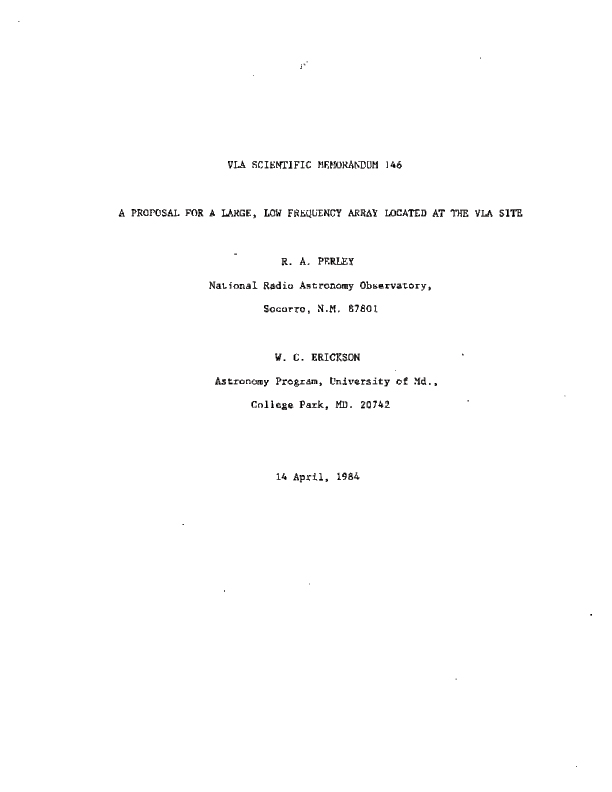 VLA SCIENTIFIC MEMORANDUM 146
A PROPOSAL FOR A LARGE, LOW FREQUENCY ARRAY LOCATED AT THE VLA SITE
R. A. PERLEY
National Radio Astronomy Observatory,
Socorro, N.M. 87801
W. C. ERICKSON
Astronomy Program, University of Md.,
College Park, MD. 20742
14 April, 1984